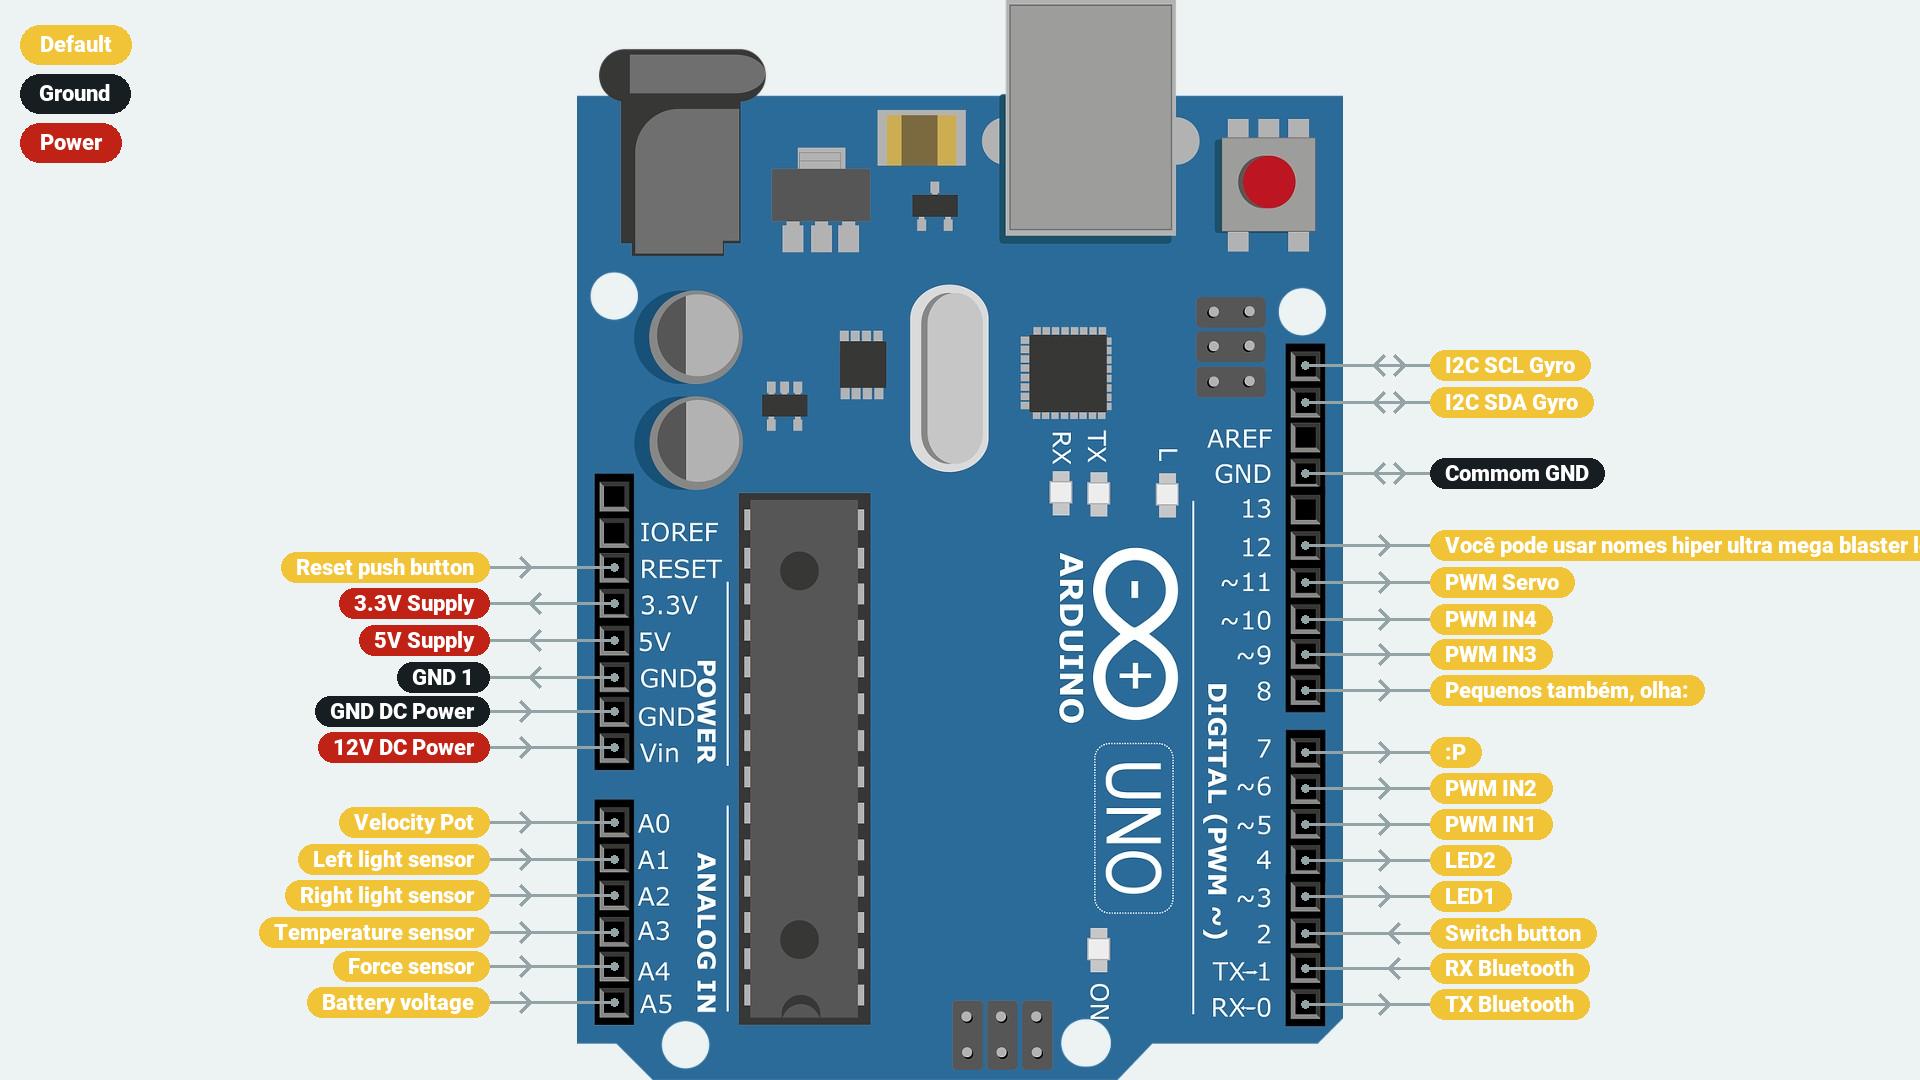 Default
Ground
Power
I2C SCL Gyro
I2C SDA Gyro
AREF
GND
Commom GND
13
12
Você pode usar nomes hiper ultra mega blaster l
~11
PWM Servo
~10
PWM IN4
~9
PWM IN3
8
Pequenos também, olha:
7
:P
~6
PWM IN2
~5
PWM IN1
4
LED2
~3
LED1
2
Switch button
TX-1
RX Bluetooth
RX-0
TX Bluetooth
DIGITAL (PWM ~)
RX
TX
L
ARDUINO
UNO
ON
IOREF
Reset push button
RESET
3.3V Supply
3.3V
5V Supply
5V
GND 1
GND
GND DC Power
GND
12V DC Power
Vin
POWER
Velocity Pot
A0
Left light sensor
A1
Right light sensor
A2
Temperature sensor
A3
Force sensor
A4
Battery voltage
A5
ANALOG IN